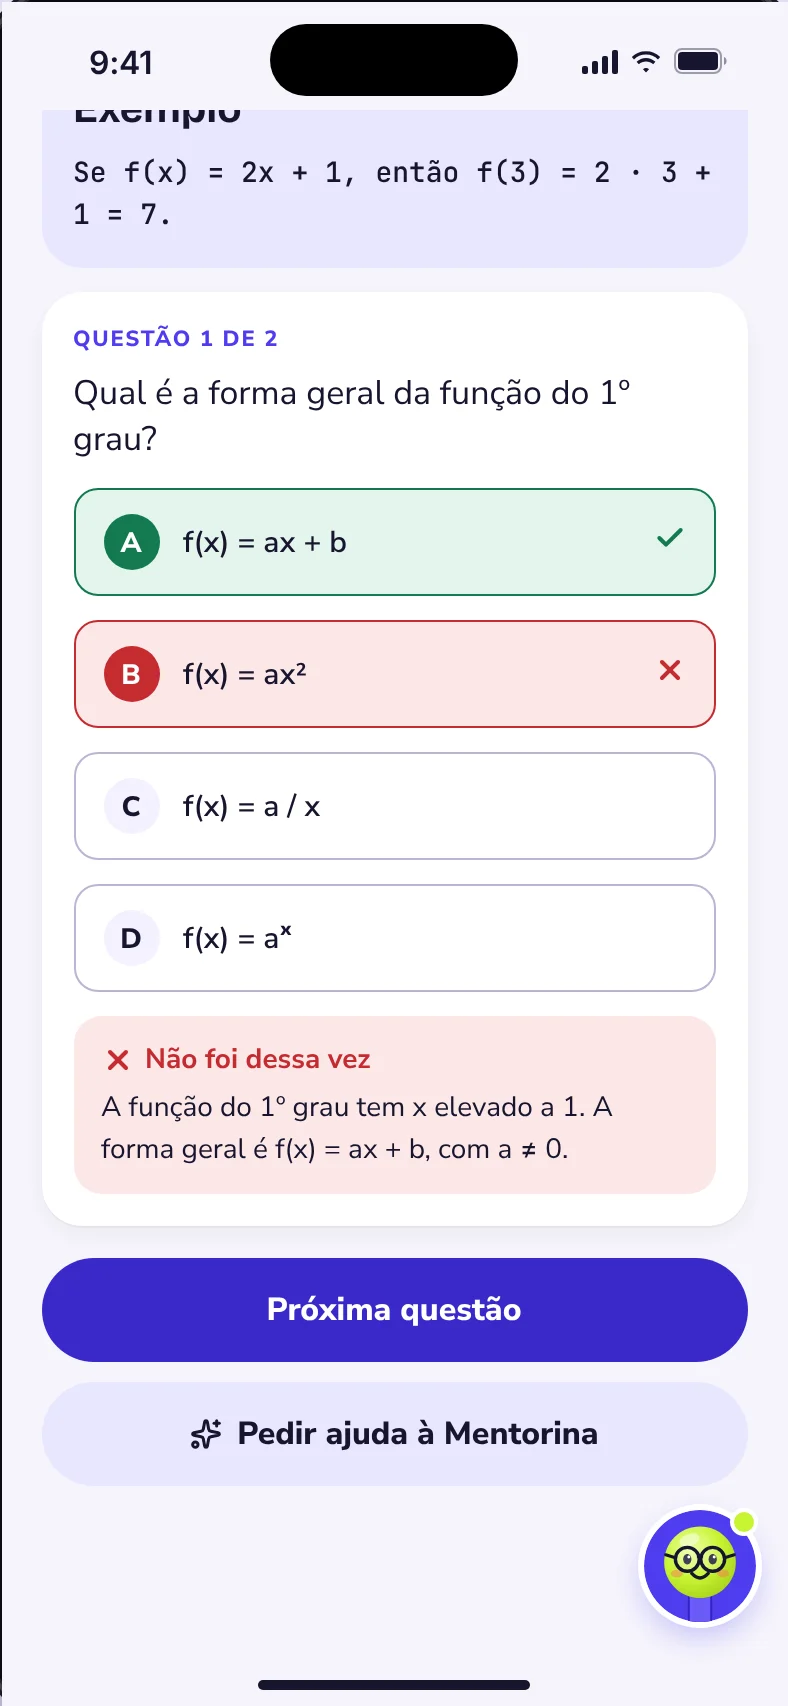 9:41
Exemplo
Se f(x) = 2x + 1, então f(3) = 2 · 3 +
1 = 7.
QUESTÃO 1 DE 2
Qual é a forma geral da função do 1º
grau?
A f(x) = ax + b
B f(x) = ax²
C f(x) = a / x
D f(x) = aˣ
Não foi dessa vez
A função do 1º grau tem x elevado a 1. A
forma geral é f(x) = ax + b, com a ≠ 0.
Próxima questão
Pedir ajuda à Mentorina